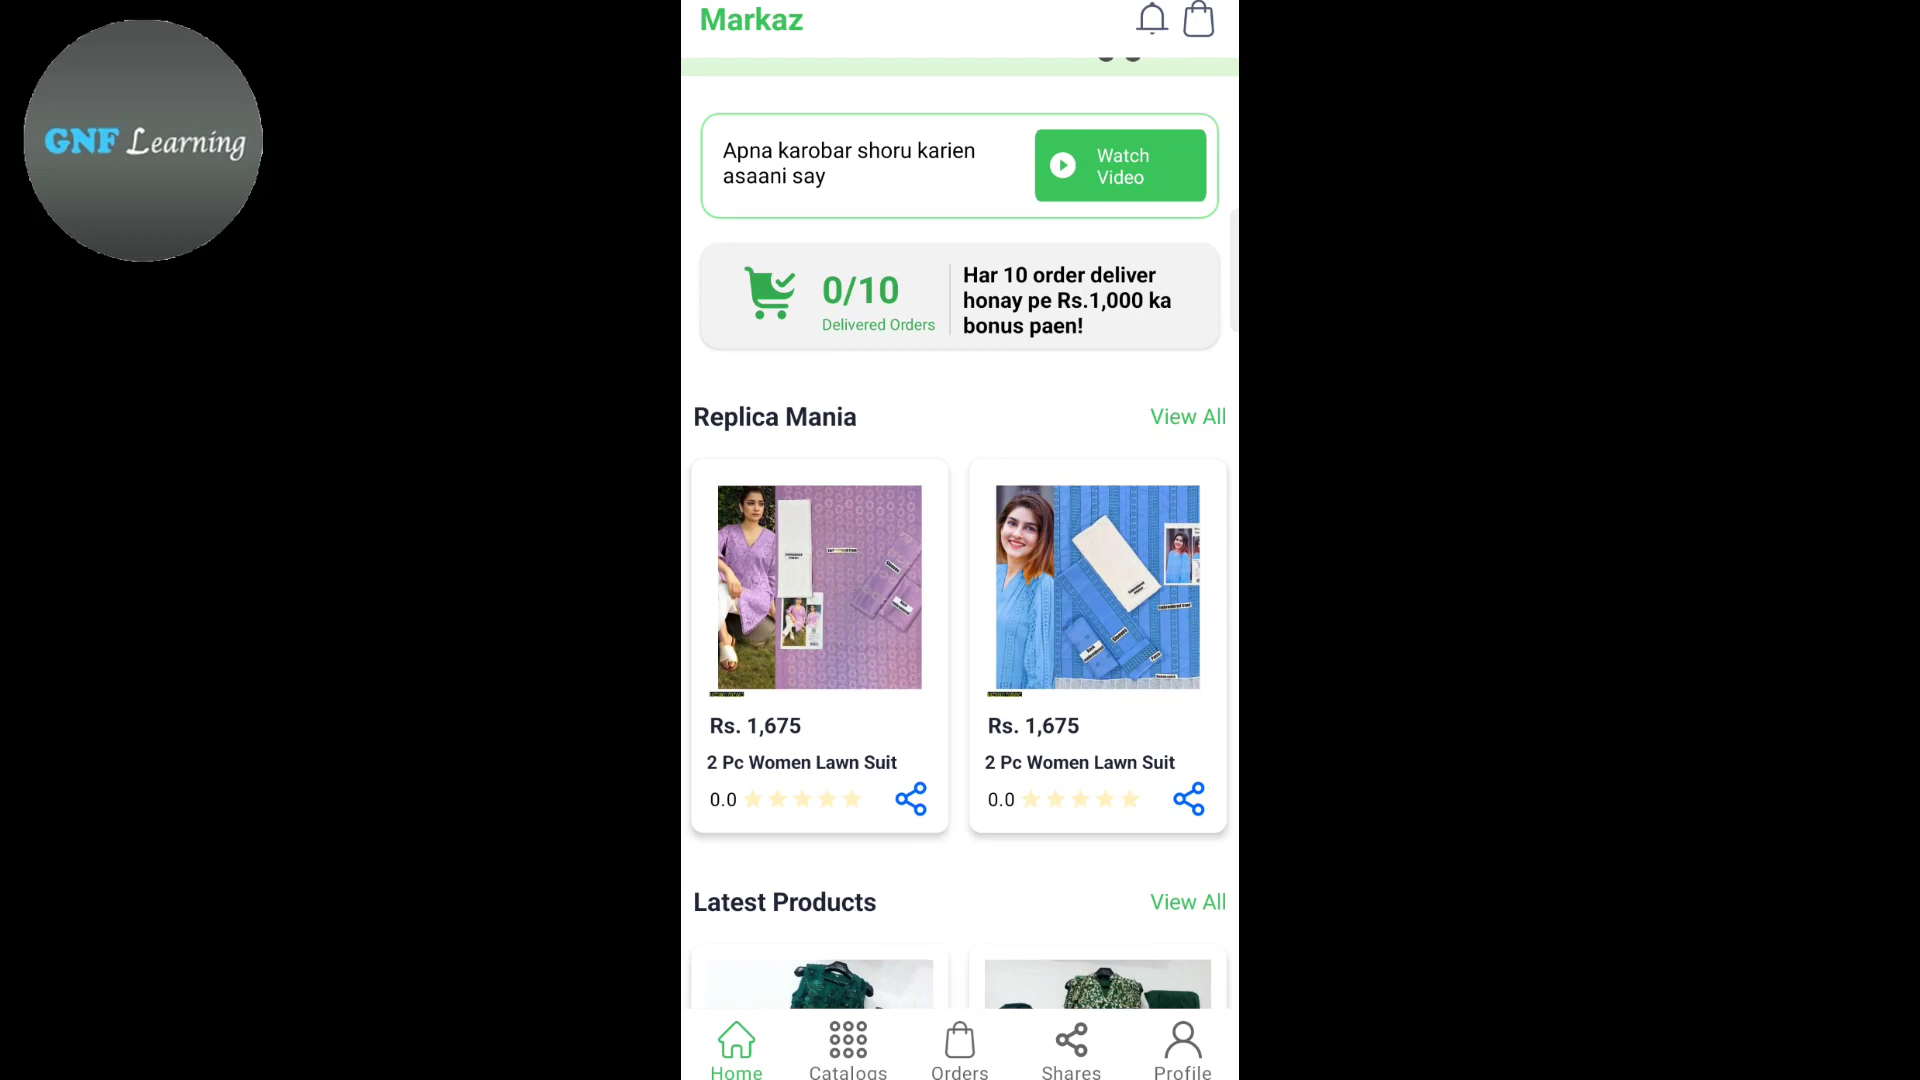 GNF Learning
Markaz
Apna karobar shoru karien
asaani say
Watch
Video
0/10
Delivered Orders
Har 10 order deliver
honay pe Rs.1,000 ka
bonus paen!
Replica Mania
View All
Rs. 1,675
2 Pc Women Lawn Suit
0.0
Rs. 1,675
2 Pc Women Lawn Suit
0.0
Latest Products
View All
Home
Catalogs
Orders
Shares
Profile